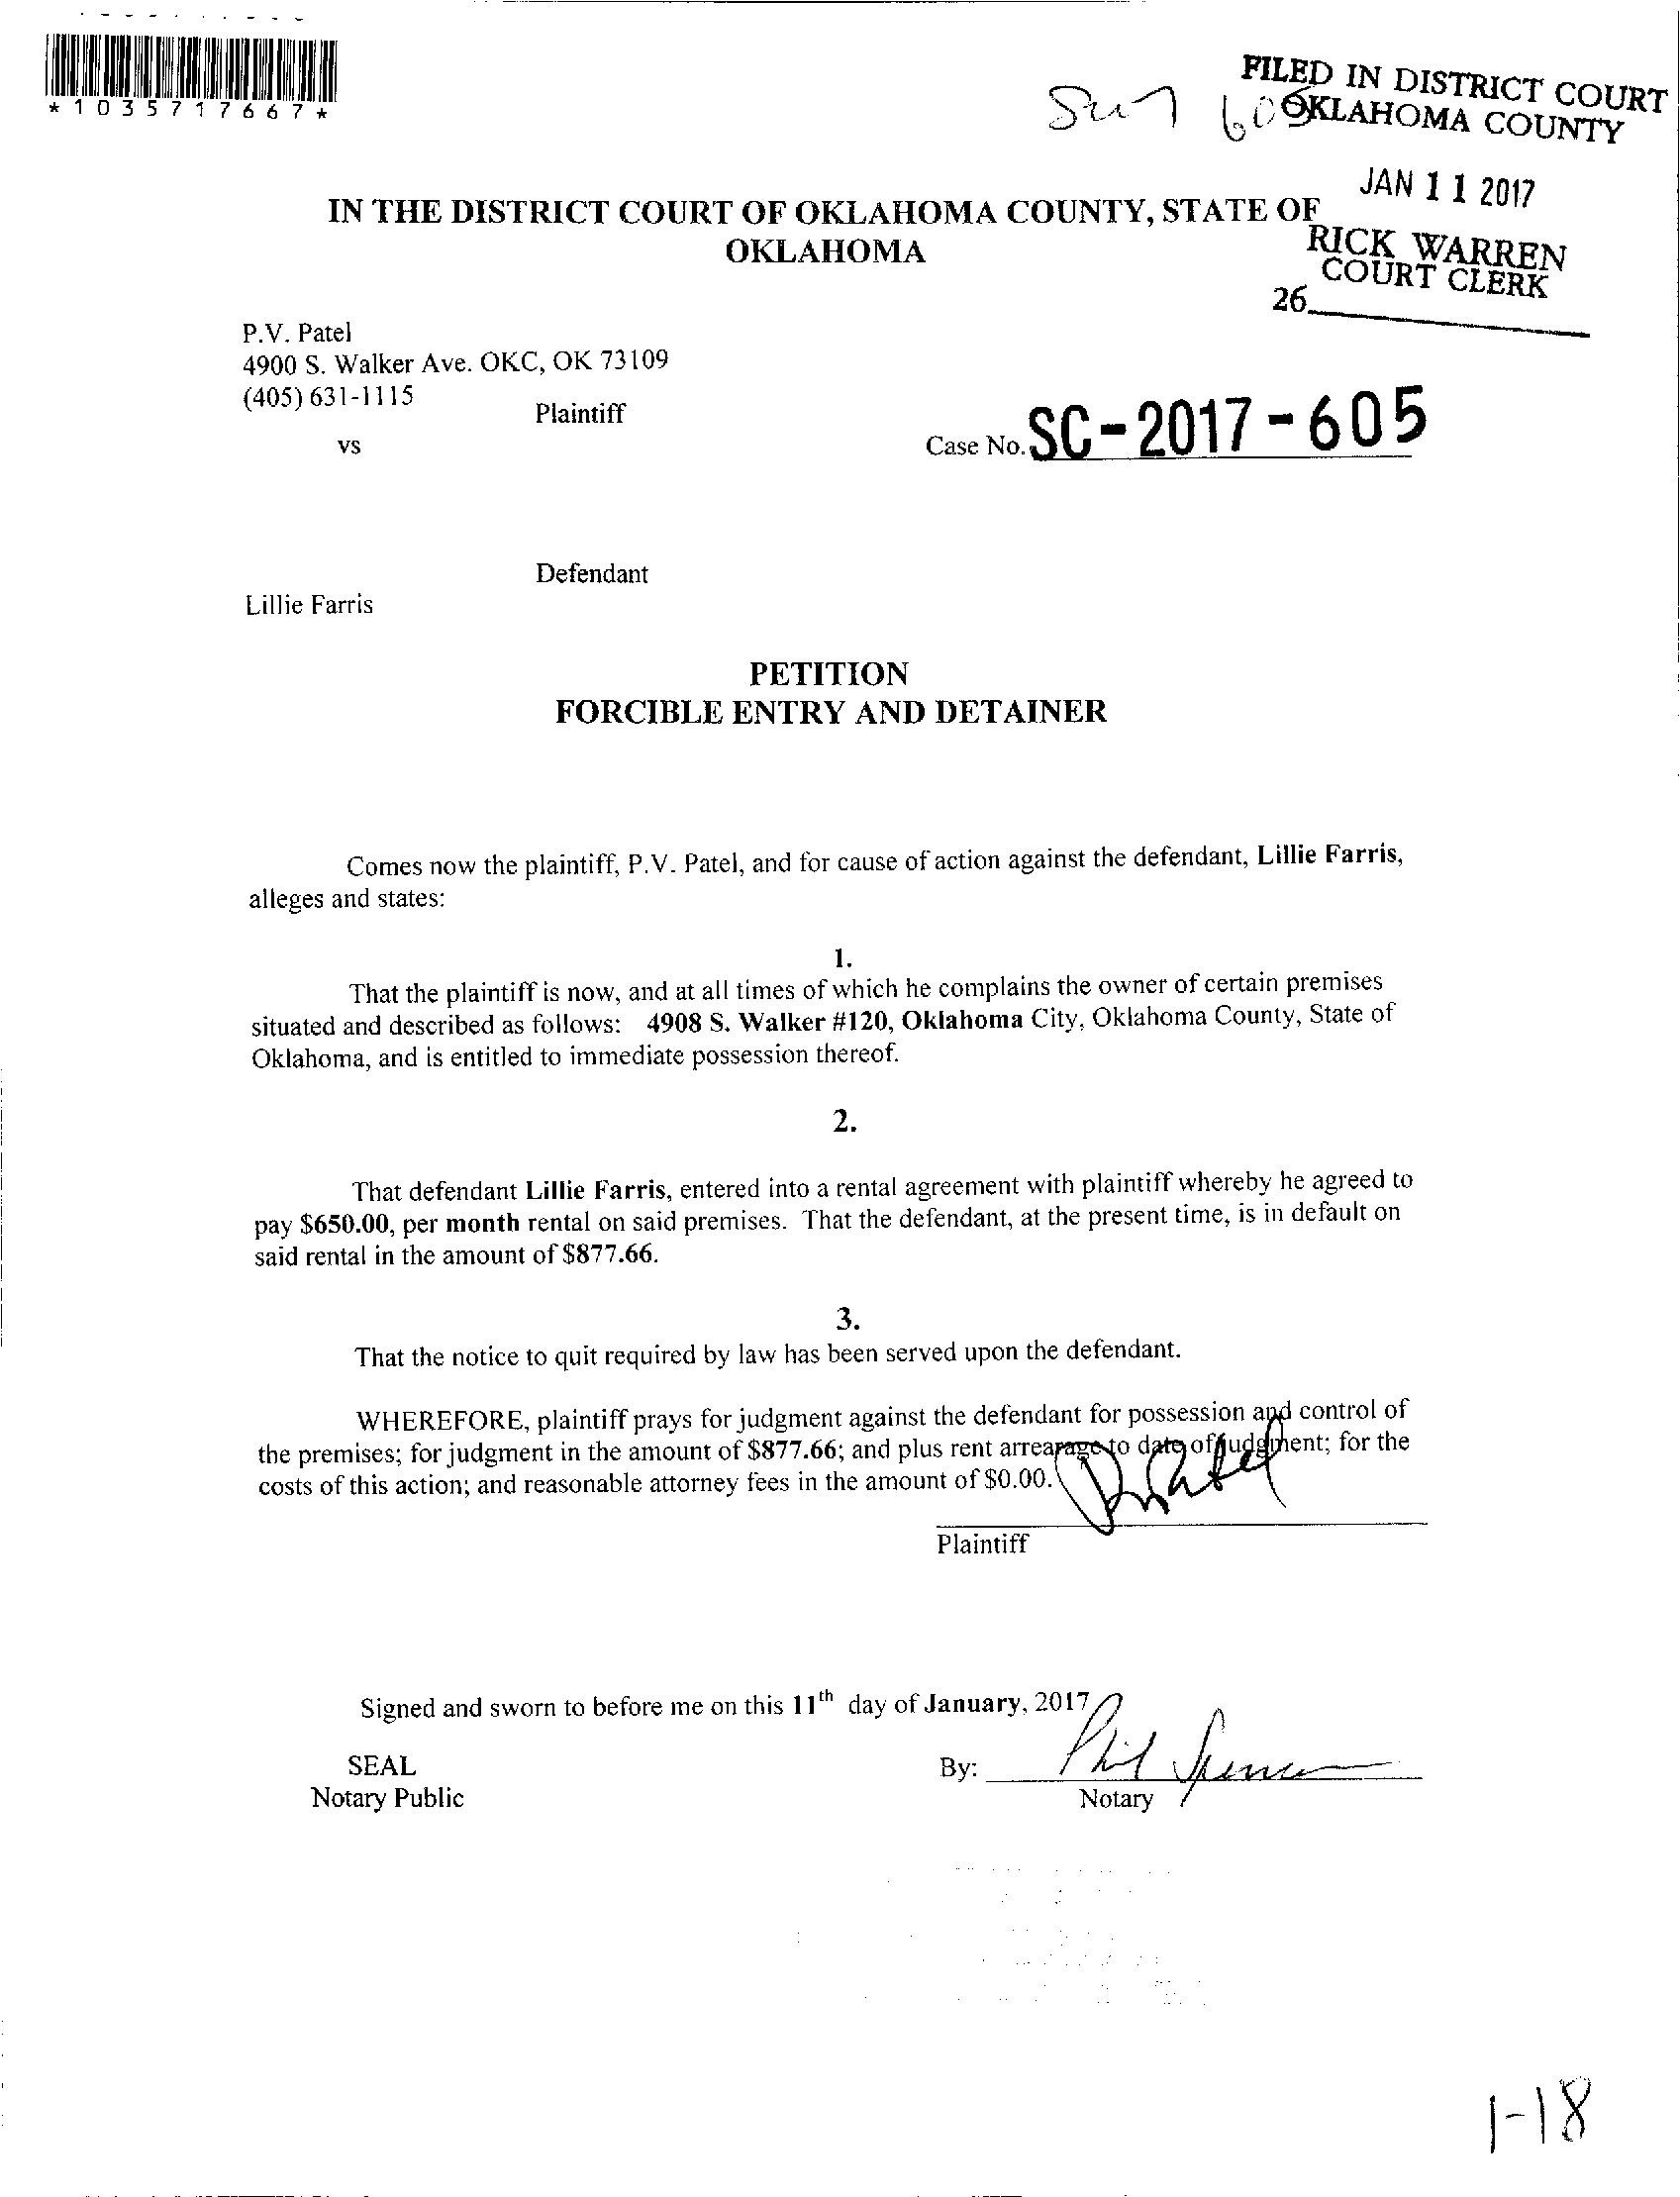 *1035717667*
FILED IN DISTRICT COURT
OKLAHOMA COUNTY
JAN 11 2017
RICK WARREN
COURT CLERK
26
IN THE DISTRICT COURT OF OKLAHOMA COUNTY, STATE OF
OKLAHOMA
P.V. Patel
4900 S. Walker Ave. OKC, OK 73109
(405) 631-1115
Plaintiff
vs
Case No. SC-2017-605
Defendant
Lillie Farris
PETITION
FORCIBLE ENTRY AND DETAINER
Comes now the plaintiff, P.V. Patel, and for cause of action against the defendant, Lillie Farris,
alleges and states:
1.
That the plaintiff is now, and at all times of which he complains the owner of certain premises
situated and described as follows: 4908 S. Walker #120, Oklahoma City, Oklahoma County, State of
Oklahoma, and is entitled to immediate possession thereof.
2.
That defendant Lillie Farris, entered into a rental agreement with plaintiff whereby he agreed to
pay $650.00, per month rental on said premises. That the defendant, at the present time, is in default on
said rental in the amount of $877.66.
3.
That the notice to quit required by law has been served upon the defendant.
WHEREFORE, plaintiff prays for judgment against the defendant for possession and control of
the premises; for judgment in the amount of $877.66; and plus rent arrearage to date of judgment; for the
costs of this action; and reasonable attorney fees in the amount of $0.00.
Plaintiff
Signed and sworn to before me on this 11th day of January, 2017
SEAL
Notary Public
By: Phil Spencer
Notary
1-18